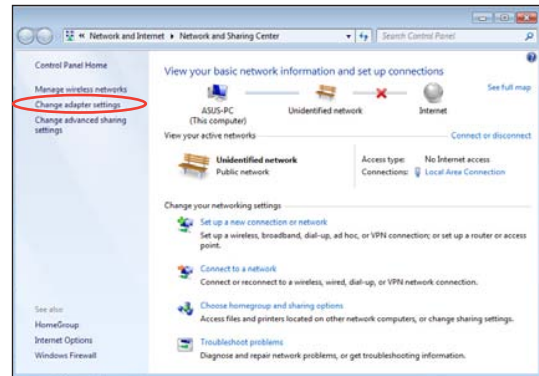 « Network and Internet ▸ Network and Sharing Center
Search Control Panel
Control Panel Home
Manage wireless networks
Change adapter settings
Change advanced sharing
settings
See also
HomeGroup
Internet Options
Windows Firewall
View your basic network information and set up connections
See full map
ASUS-PC
(This computer)
Unidentified network
Internet
View your active networks
Connect or disconnect
Unidentified network
Public network
Access type: No Internet access
Connections: Local Area Connection
Change your networking settings
Set up a new connection or network
Set up a wireless, broadband, dial-up, ad hoc, or VPN connection; or set up a router or access
point.
Connect to a network
Connect or reconnect to a wireless, wired, dial-up, or VPN network connection.
Choose homegroup and sharing options
Access files and printers located on other network computers, or change sharing settings.
Troubleshoot problems
Diagnose and repair network problems, or get troubleshooting information.